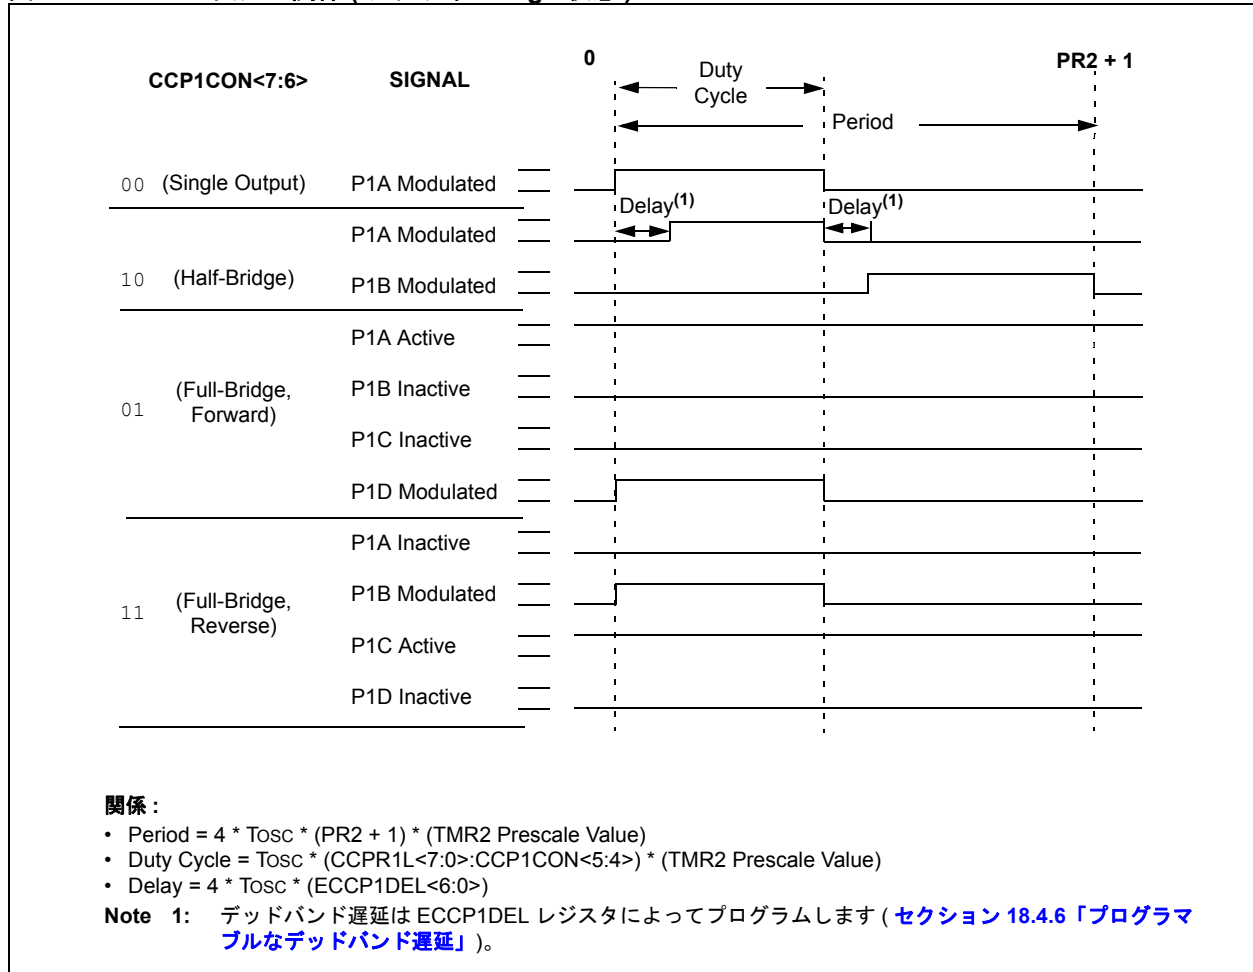 0
PR2 + 1
CCP1CON<7:6>
SIGNAL
Duty
Cycle
Period
00 (Single Output) P1A Modulated
Delay(1) Delay(1)
P1A Modulated
10 (Half-Bridge) P1B Modulated
P1A Active
01 (Full-Bridge,
Forward)
P1B Inactive
P1C Inactive
P1D Modulated
P1A Inactive
11 (Full-Bridge,
Reverse)
P1B Modulated
P1C Active
P1D Inactive
関係 :
• Period = 4 * TOSC * (PR2 + 1) * (TMR2 Prescale Value)
• Duty Cycle = TOSC * (CCPR1L<7:0>:CCP1CON<5:4>) * (TMR2 Prescale Value)
• Delay = 4 * TOSC * (ECCP1DEL<6:0>)
Note 1: デッドバンド遅延は ECCP1DEL レジスタによってプログラムします ( セクション 18.4.6「プログラマ
ブルなデッドバンド遅延」)。